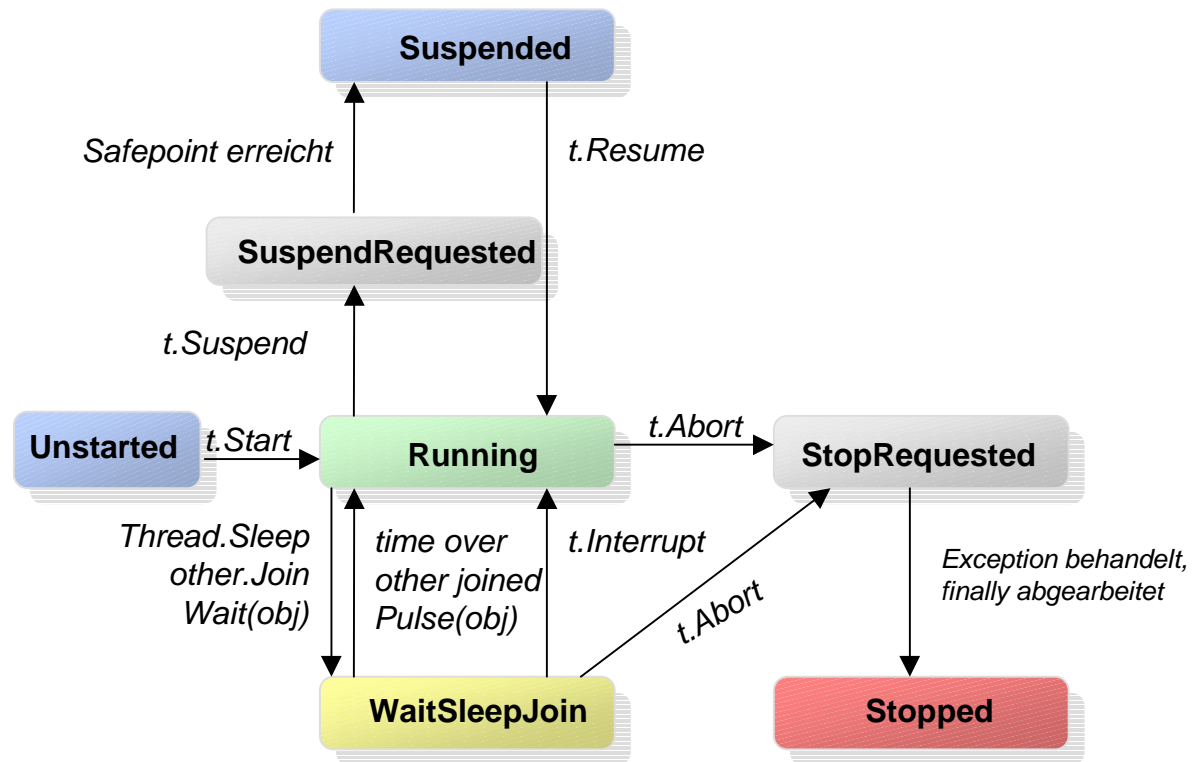 Suspended
Safepoint erreicht
t.Resume
SuspendRequested
t.Suspend
Unstarted
t.Start
Running
t.Abort
StopRequested
Thread.Sleep
other.Join
Wait(obj)
time over
other joined
Pulse(obj)
t.Interrupt
t.Abort
Exception behandelt,
finally abgearbeitet
WaitSleepJoin
Stopped